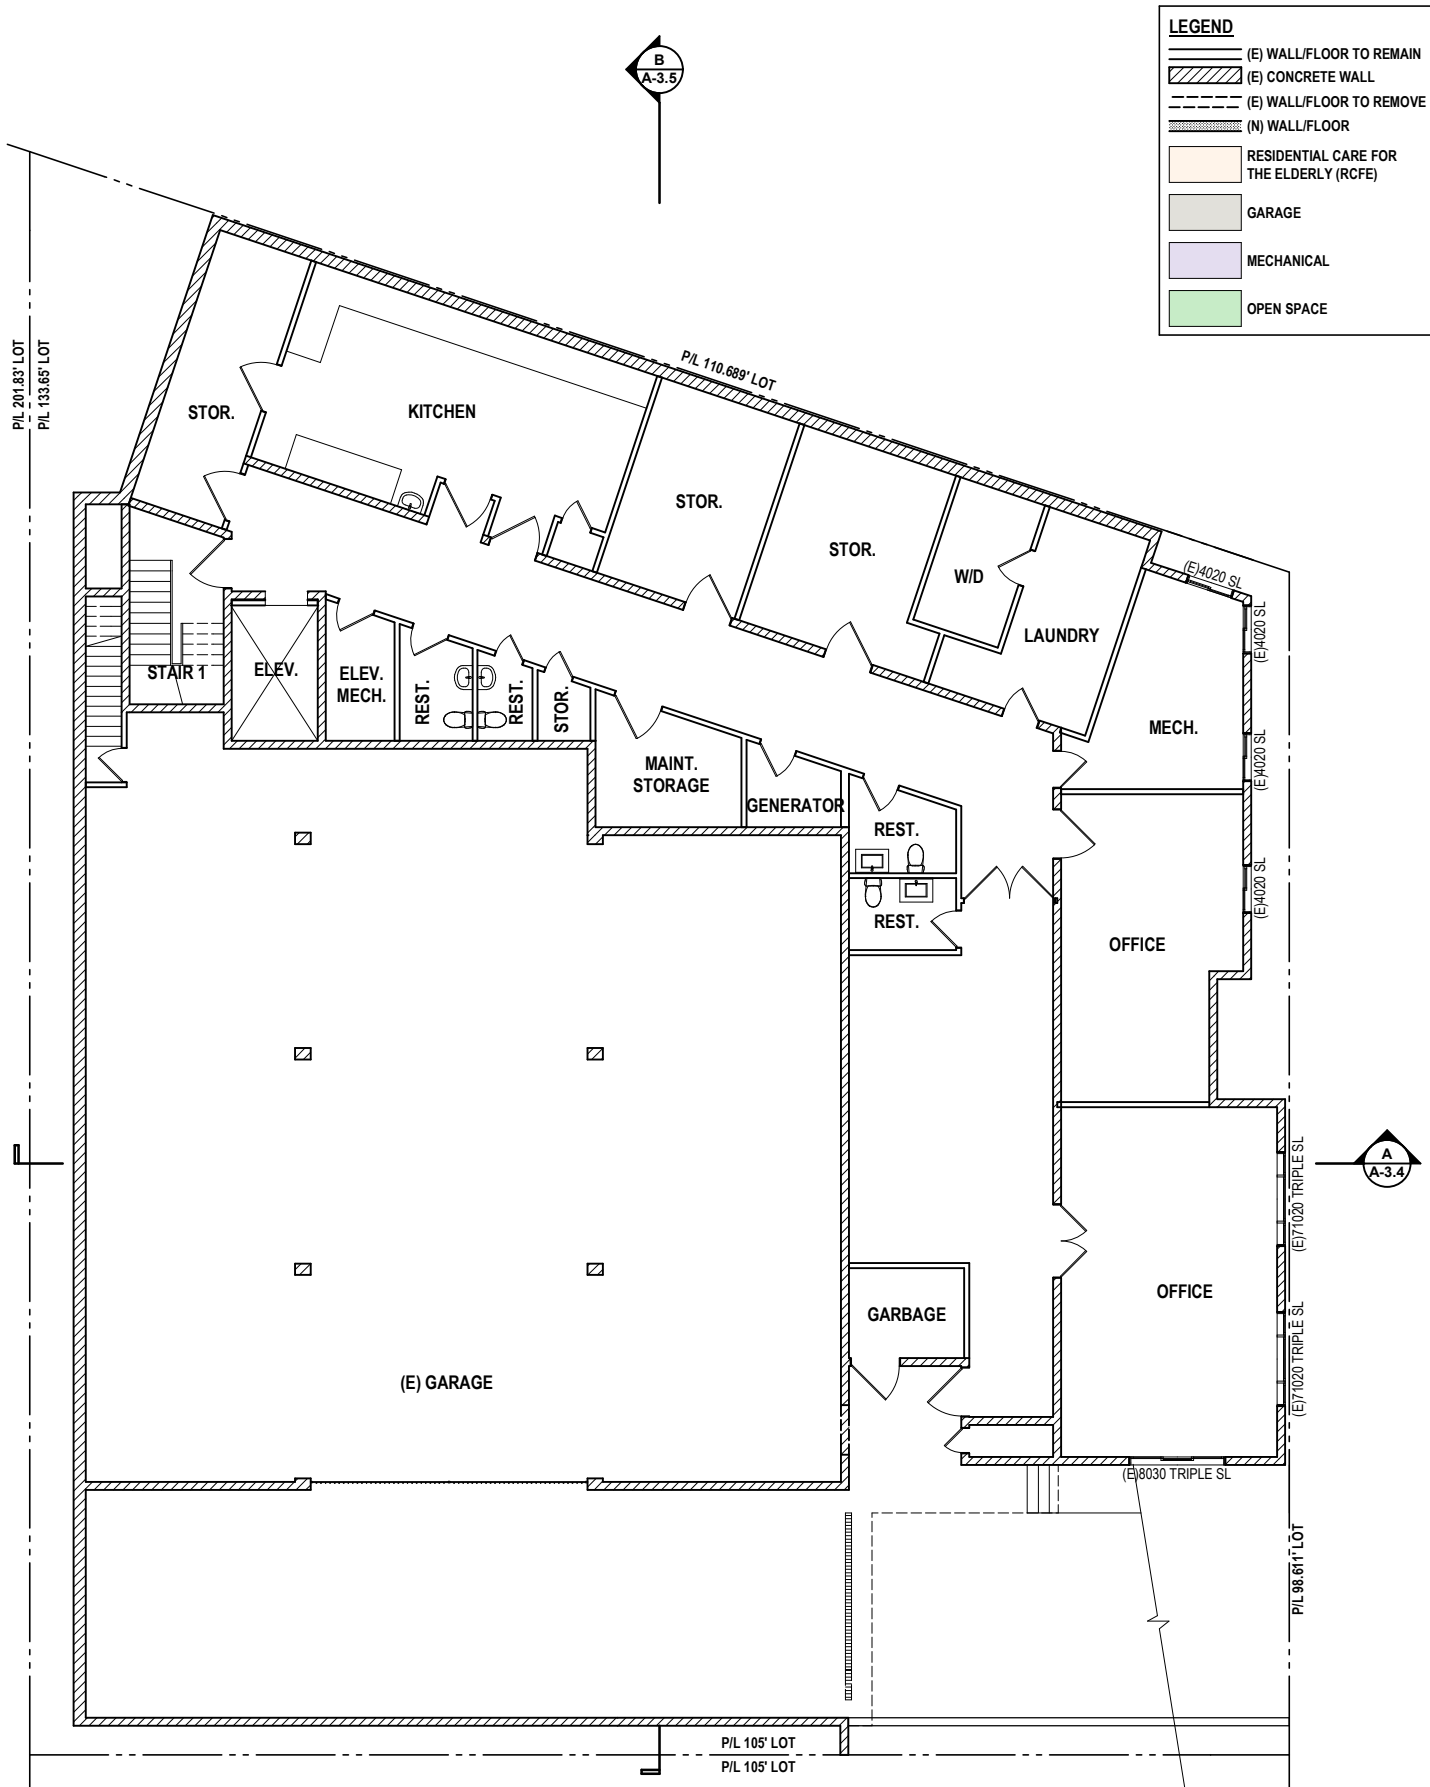 LEGEND
(E) WALL/FLOOR TO REMAIN
(E) CONCRETE WALL
(E) WALL/FLOOR TO REMOVE
(N) WALL/FLOOR
RESIDENTIAL CARE FOR
THE ELDERLY (RCFE)
GARAGE
MECHANICAL
OPEN SPACE
B
A-3.5
P/L 201.83' LOT
P/L 133.65' LOT
P/L 110.689' LOT
STOR.
KITCHEN
STOR.
STOR.
W/D
LAUNDRY
(E)4020 SL
(E)4020 SL
STAIR 1
ELEV.
ELEV.
MECH.
REST.
REST.
STOR.
MECH.
(E)4020 SL
MAINT.
STORAGE
GENERATOR
REST.
(E)4020 SL
REST.
OFFICE
A
A-3.4
(E)71020 TRIPLE SL
OFFICE
GARBAGE
(E)71020 TRIPLE SL
(E) GARAGE
(E)8030 TRIPLE SL
P/L 98.611' LOT
P/L 105' LOT
P/L 105' LOT